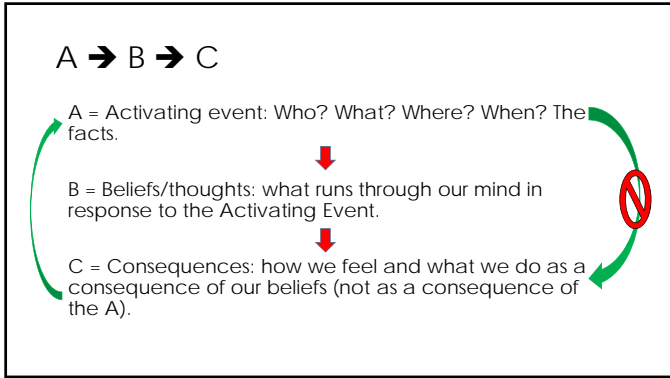 A ➔ B ➔ C
A = Activating event: Who? What? Where? When? The
facts.
B = Beliefs/thoughts: what runs through our mind in
response to the Activating Event.
C = Consequences: how we feel and what we do as a
consequence of our beliefs (not as a consequence of
the A).